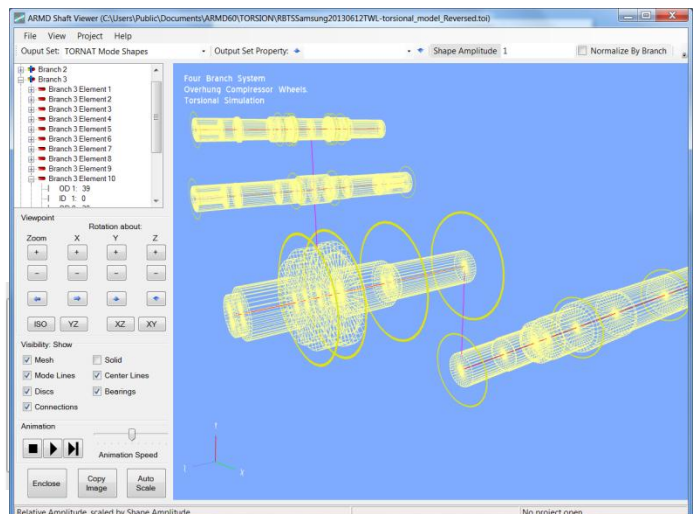 ARMD Shaft Viewer (C:\Users\Public\Documents\ARMD60\TORSION\RBTSSamsung20130612TWL-torsional_model_Reversed.toi)
File View Project Help
Ouput Set: TORNAT Mode Shapes Output Set Property: Shape Amplitude 1 Normalize By Branch
Branch 2
Branch 3
Branch 3 Element 1
Branch 3 Element 2
Branch 3 Element 3
Branch 3 Element 4
Branch 3 Element 5
Branch 3 Element 6
Branch 3 Element 7
Branch 3 Element 8
Branch 3 Element 9
Branch 3 Element 10
OD 1: 39
ID 1: 0
Four Branch System
Overhung Compressor Wheels.
Torsional Simulation
Viewpoint
Rotation about:
Zoom X Y Z
+ + + +
- - - -
ISO YZ XZ XY
Visibility: Show
Mesh Solid
Mode Lines Center Lines
Discs Bearings
Connections
Animation
Animation Speed
Enclose Copy Image Auto Scale
Relative Amplitude, scaled by Shape Amplitude No project open